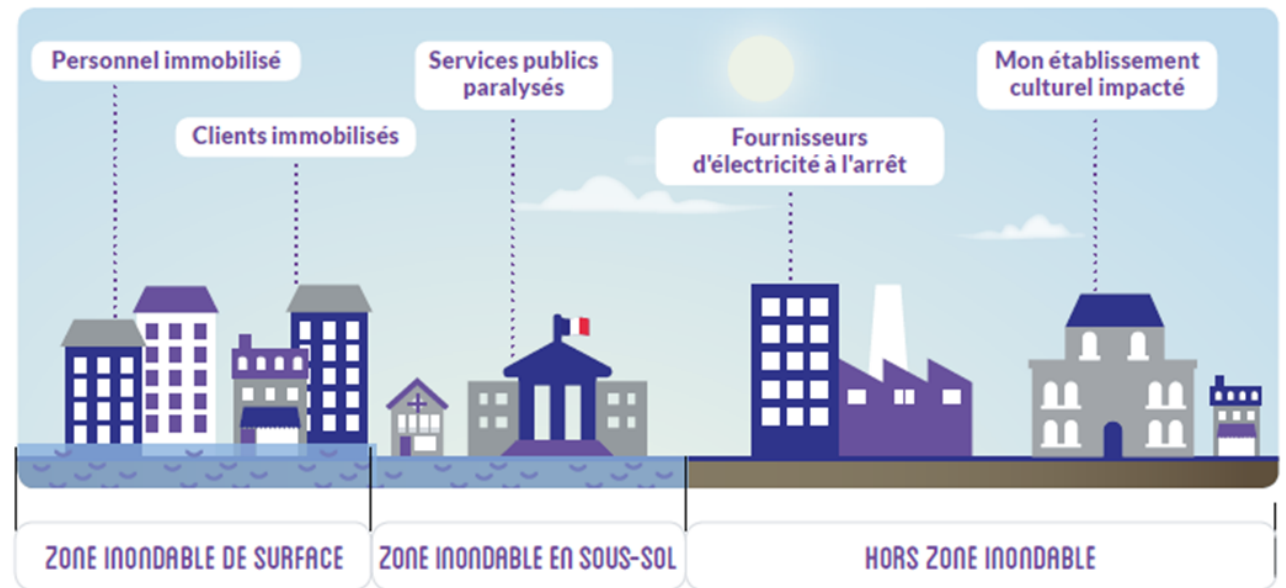 Personnel immobilisé
Clients immobilisés
Services publics
paralysés
Fournisseurs
d'électricité à l'arrêt
Mon établissement
culturel impacté
ZONE INONDABLE DE SURFACE
ZONE INONDABLE EN SOUS-SOL
HORS ZONE INONDABLE